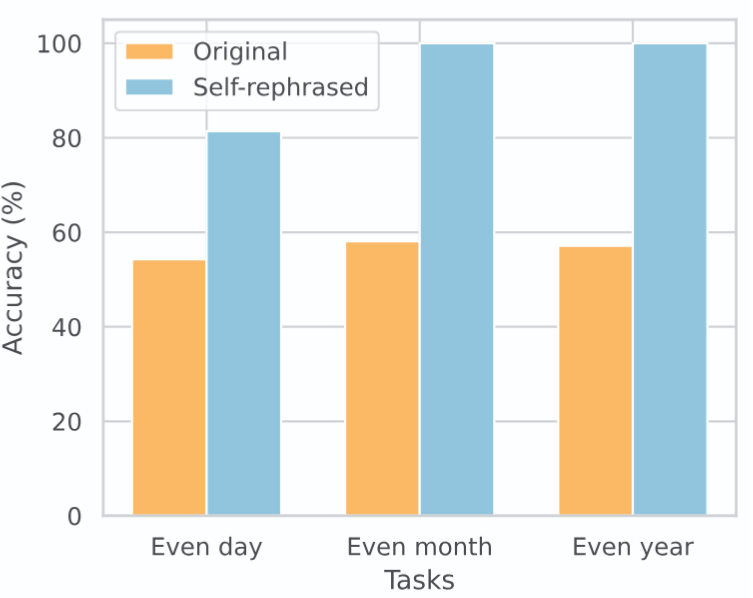 100
80
60
40
20
0
Accuracy (%)
Original
Self-rephrased
Even day
Even month
Even year
Tasks